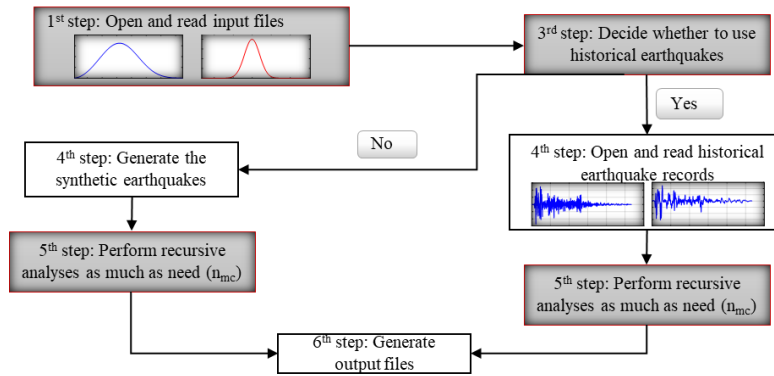 1st step: Open and read input files
3rd step: Decide whether to use
historical earthquakes
Yes
No
4th step: Generate the
synthetic earthquakes
4th step: Open and read historical
earthquake records
5th step: Perform recursive
analyses as much as need (nmc)
5th step: Perform recursive
analyses as much as need (nmc)
6th step: Generate
output files